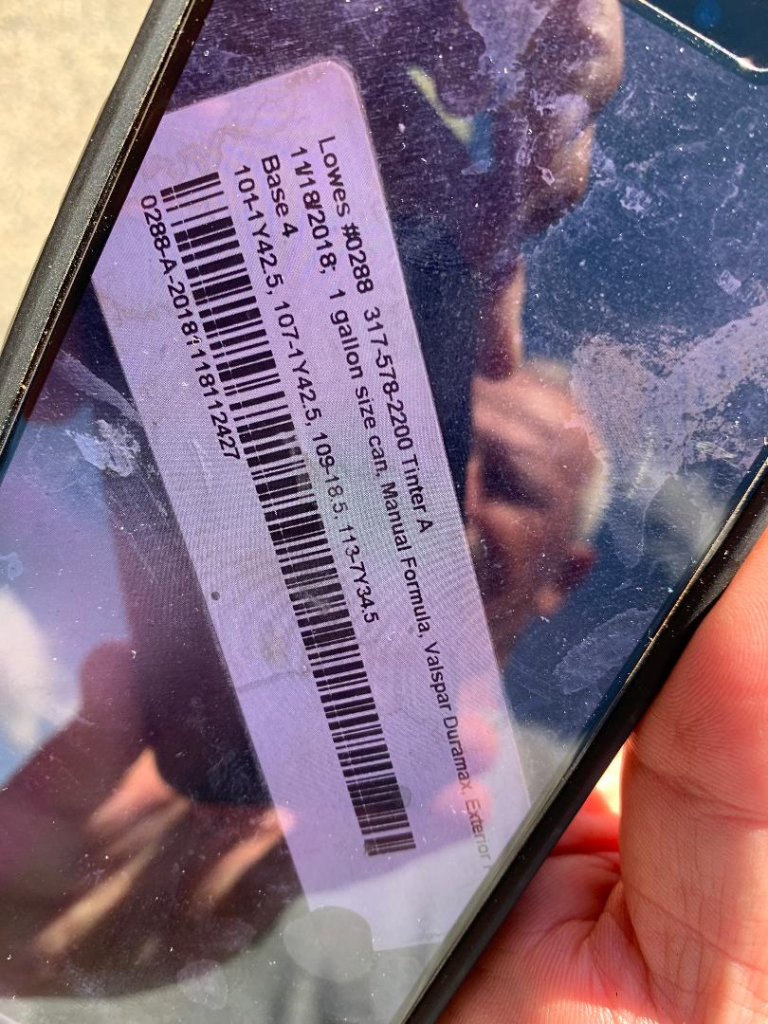 Lowes #0288 317-578-2200 Tinter A
11/18/2018, 1 gallon size can, Manual Formula, Valspar Duramax, Exterior
Base 4
101-1Y42.5, 107-1Y42.5, 109-18.5, 113-7Y34.5
0288-A-20181118112427